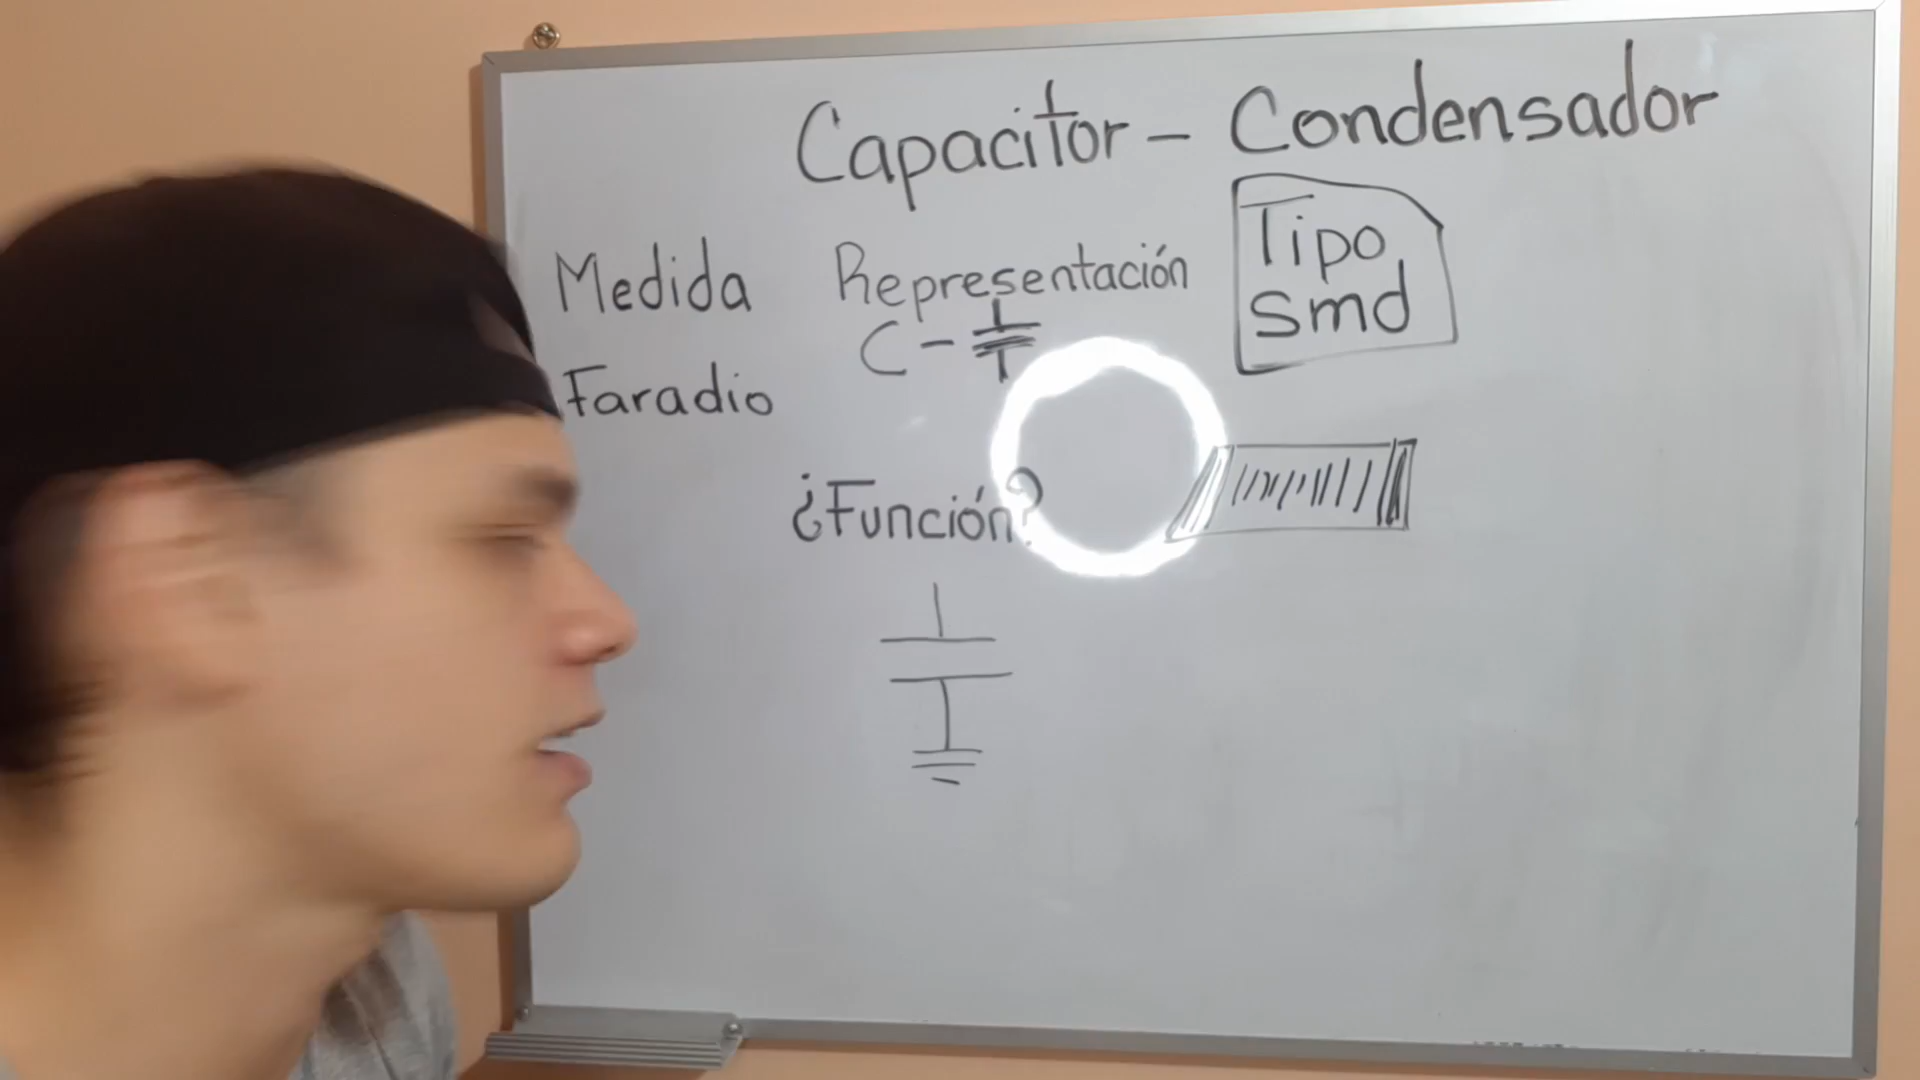 Capacitor - Condensador
Medida
Representación
Tipo
smd
C -
Faradio
¿Función?